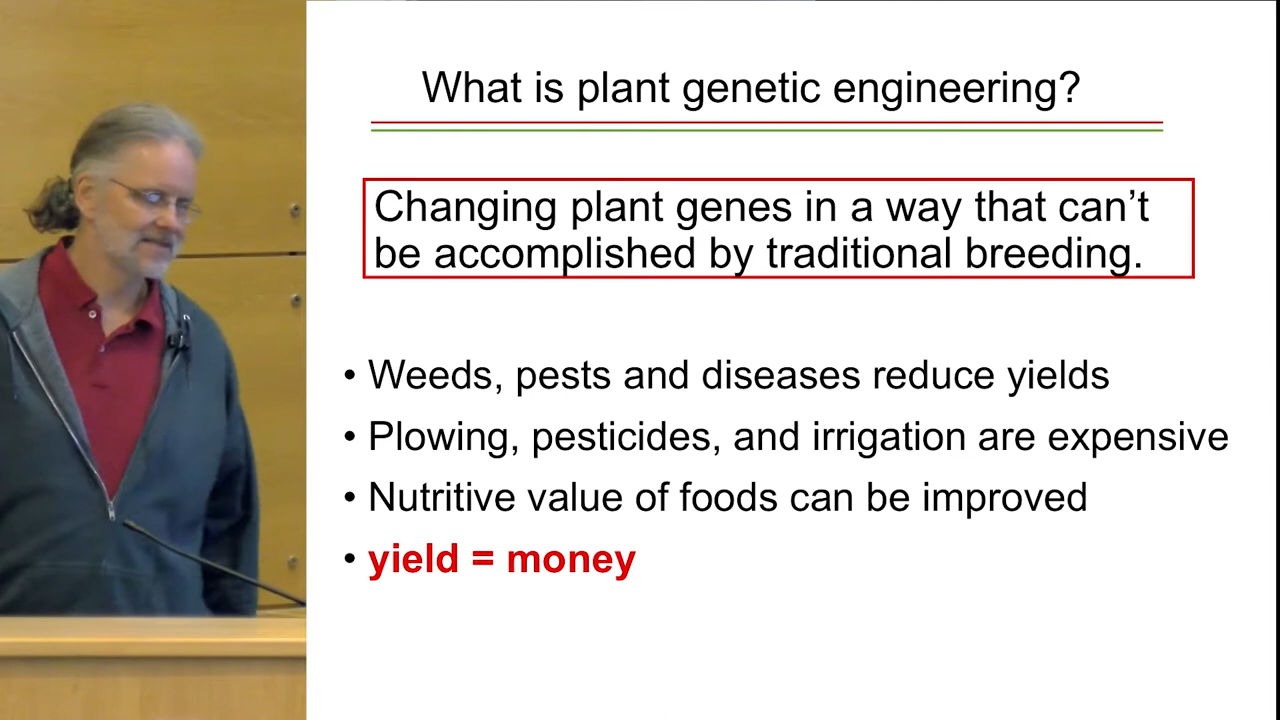 What is plant genetic engineering?
Changing plant genes in a way that can’t
be accomplished by traditional breeding.
• Weeds, pests and diseases reduce yields
• Plowing, pesticides, and irrigation are expensive
• Nutritive value of foods can be improved
• yield = money